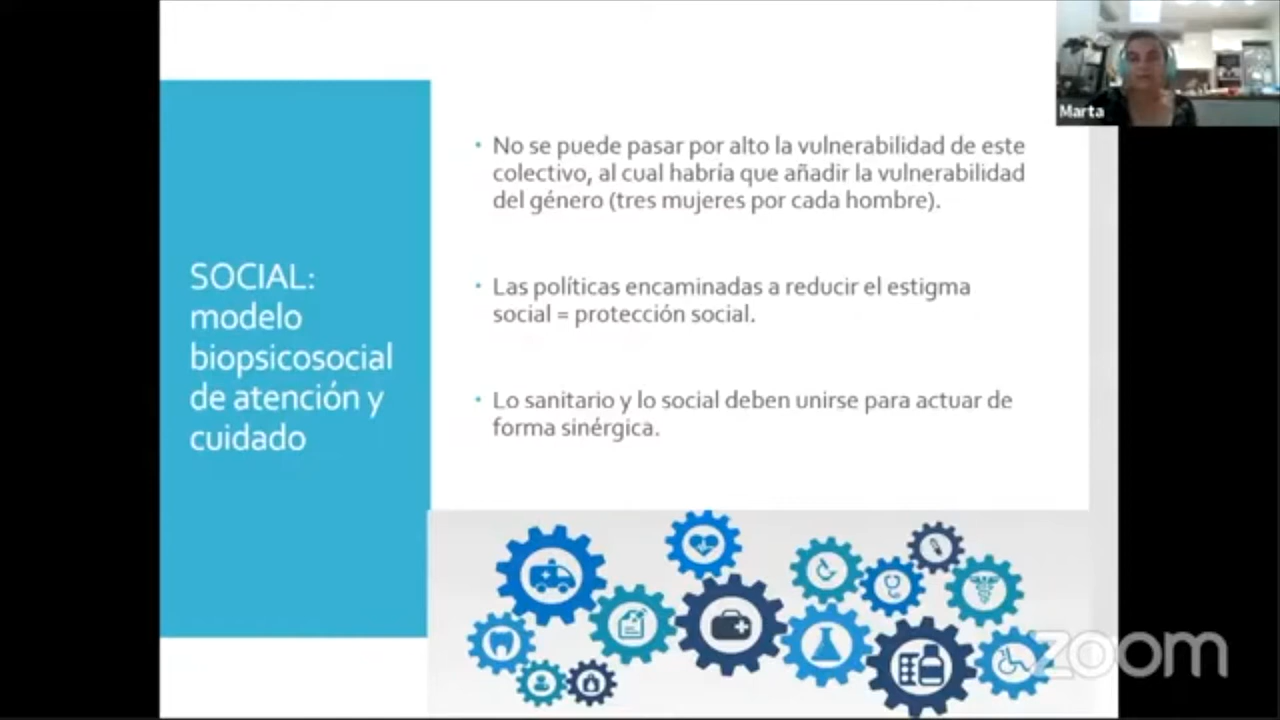 Marta
SOCIAL:
modelo
biopsicosocial
de atención y
cuidado
• No se puede pasar por alto la vulnerabilidad de este
colectivo, al cual habría que añadir la vulnerabilidad
del género (tres mujeres por cada hombre).
• Las políticas encaminadas a reducir el estigma
social = protección social.
• Lo sanitario y lo social deben unirse para actuar de
forma sinérgica.
zoom